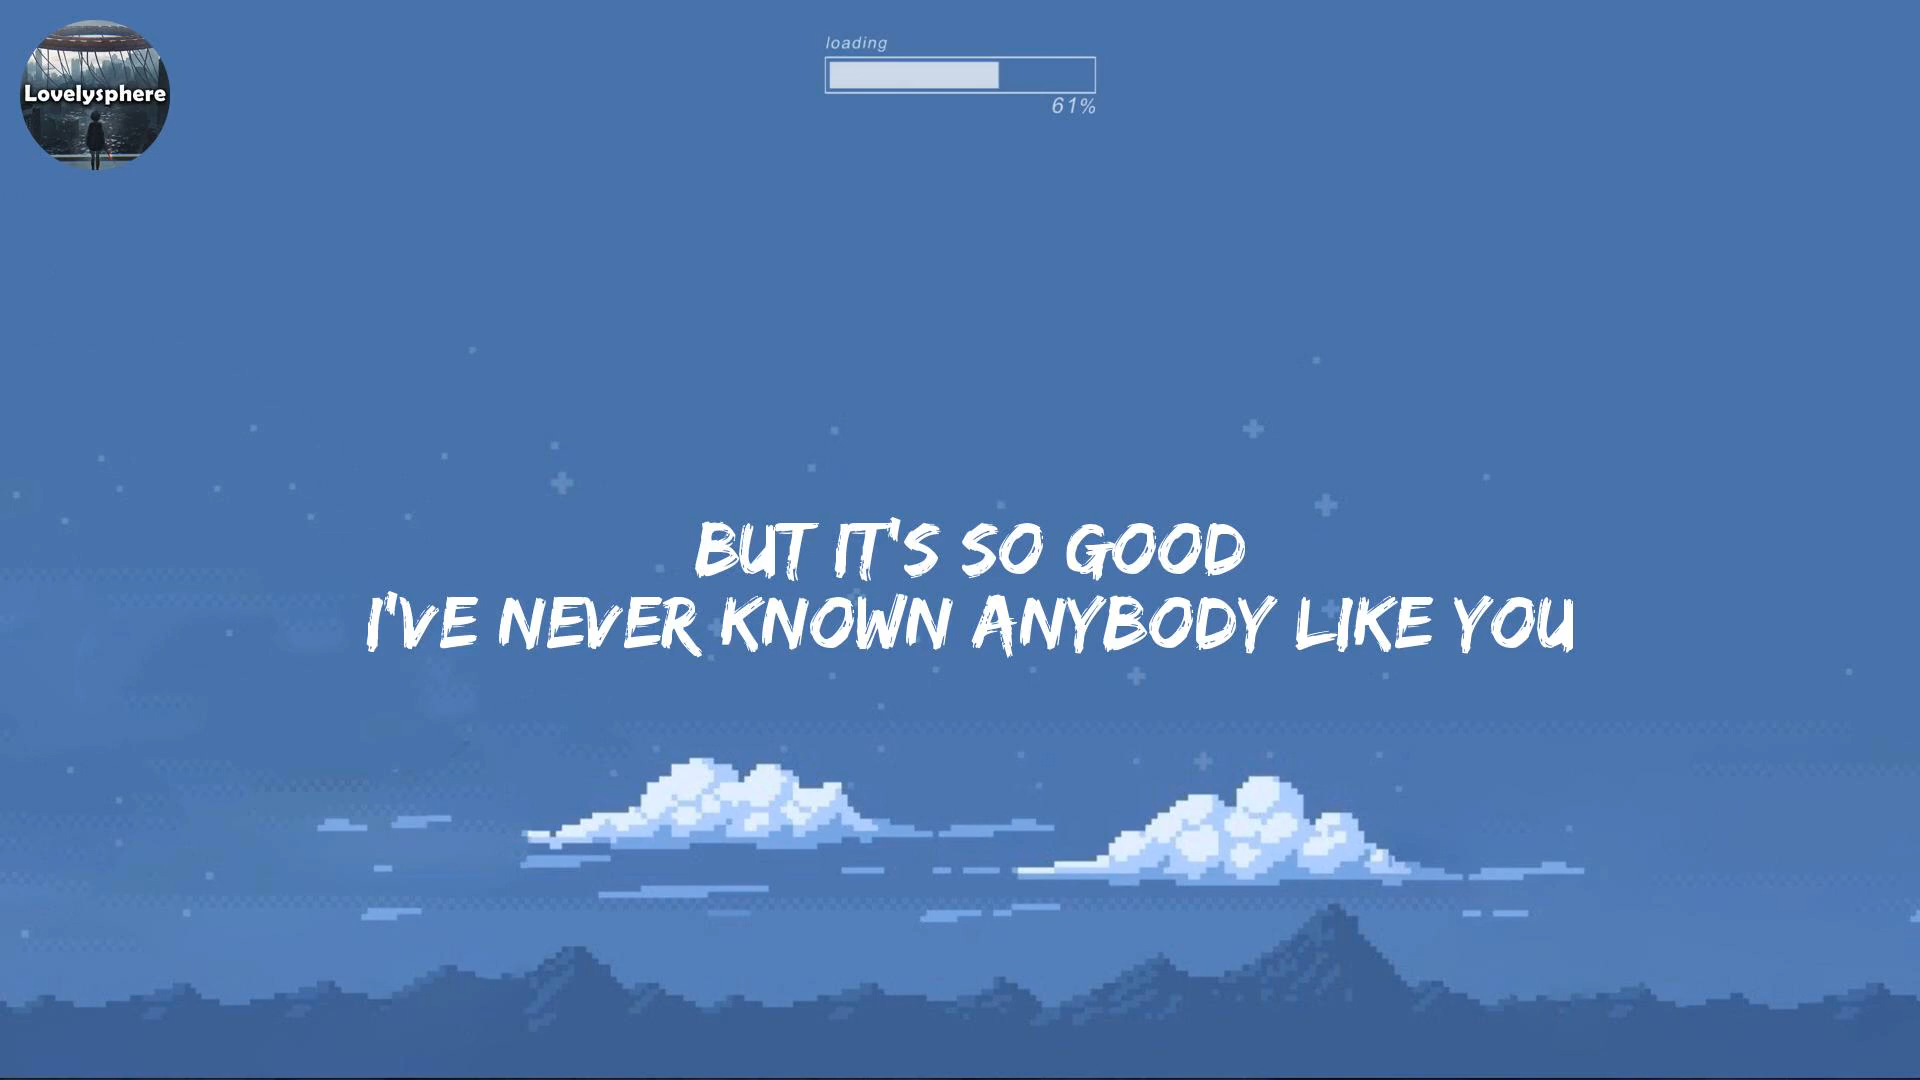 Lovelysphere
loading
61%
BUT IT'S SO GOOD
I'VE NEVER KNOWN ANYBODY LIKE YOU